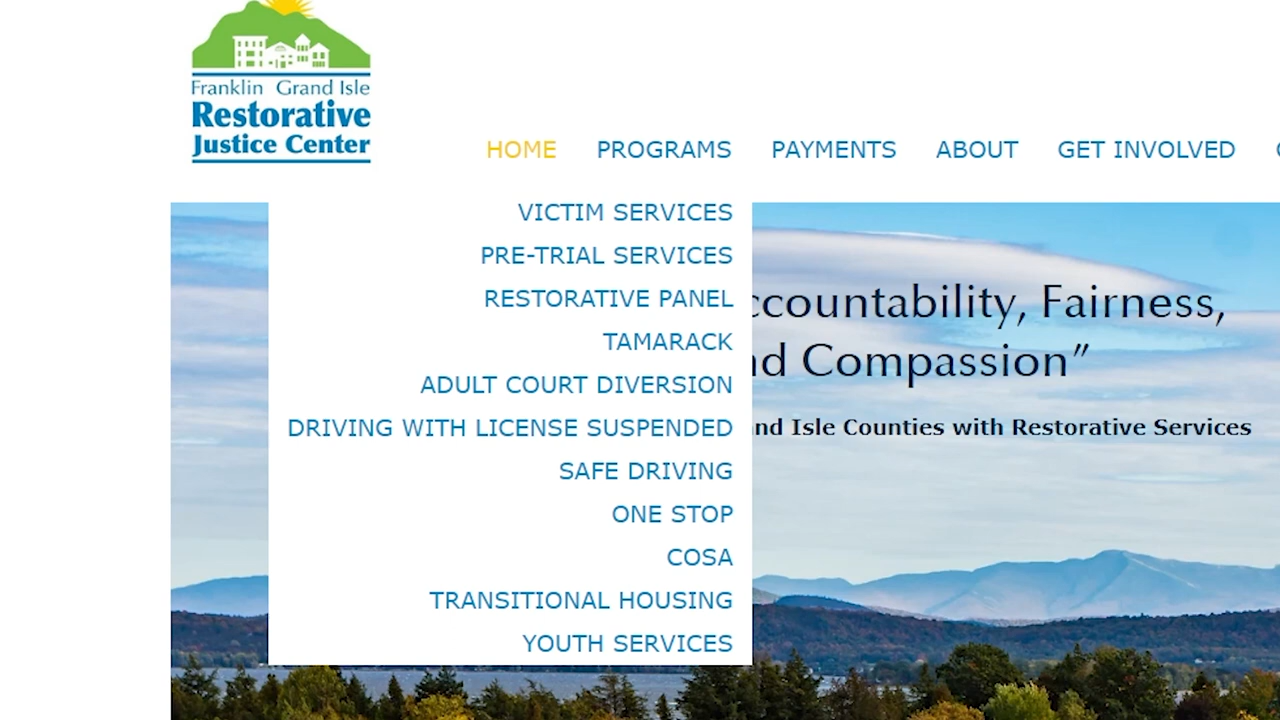 Franklin Grand Isle
Restorative
Justice Center
HOME PROGRAMS PAYMENTS ABOUT GET INVOLVED
VICTIM SERVICES
PRE-TRIAL SERVICES
RESTORATIVE PANEL
TAMARACK
ADULT COURT DIVERSION
DRIVING WITH LICENSE SUSPENDED
SAFE DRIVING
ONE STOP
COSA
TRANSITIONAL HOUSING
YOUTH SERVICES
ccountability, Fairness,
nd Compassion”
nd Isle Counties with Restorative Services